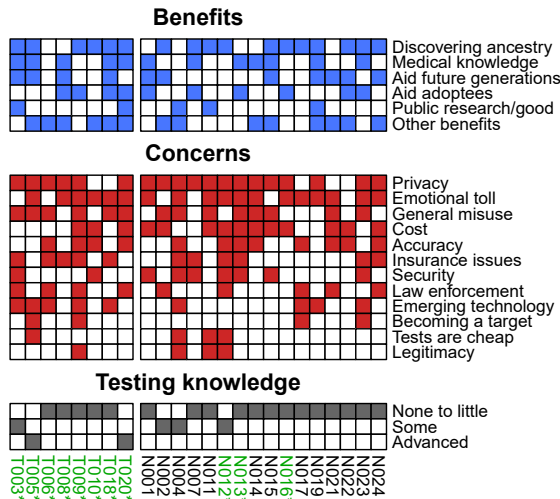 Benefits
Discovering ancestry
Medical knowledge
Aid future generations
Aid adoptees
Public research/good
Other benefits
Concerns
Privacy
Emotional toll
General misuse
Cost
Accuracy
Insurance issues
Security
Law enforcement
Emerging technology
Becoming a target
Tests are cheap
Legitimacy
Testing knowledge
None to little
Some
Advanced
T003*
T005*
T006*
T008*
T009*
T010*
T018*
T020*
N001
N002
N004
N007
N011
N012*
N013*
N014
N015
N016*
N017
N019
N021
N022
N023
N024